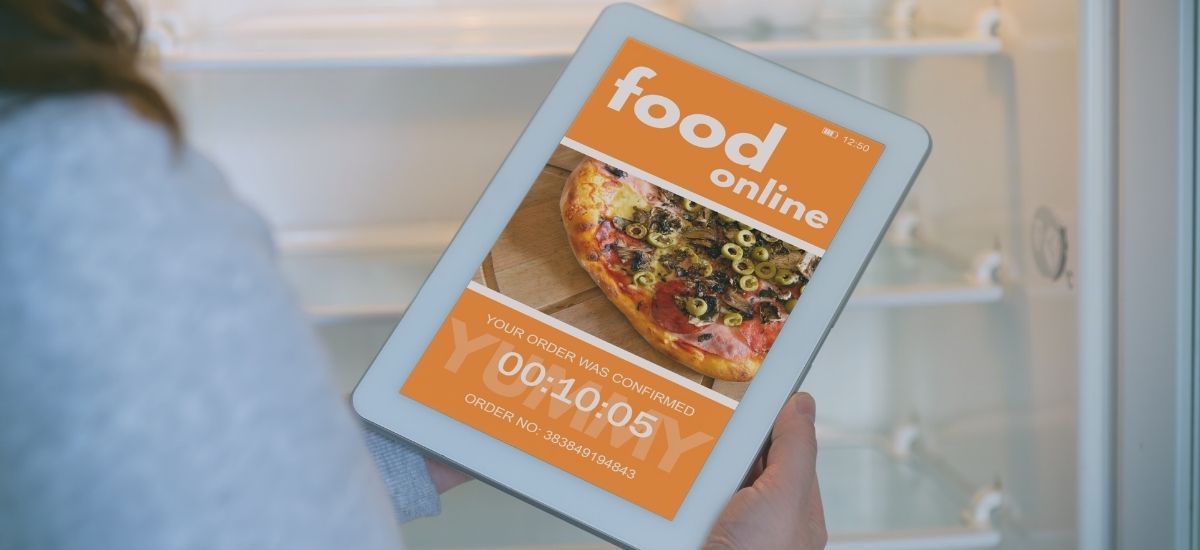 food
12:50
online
YOUR ORDER WAS CONFIRMED
YUMMY
00:10:05
ORDER NO: 383849194843